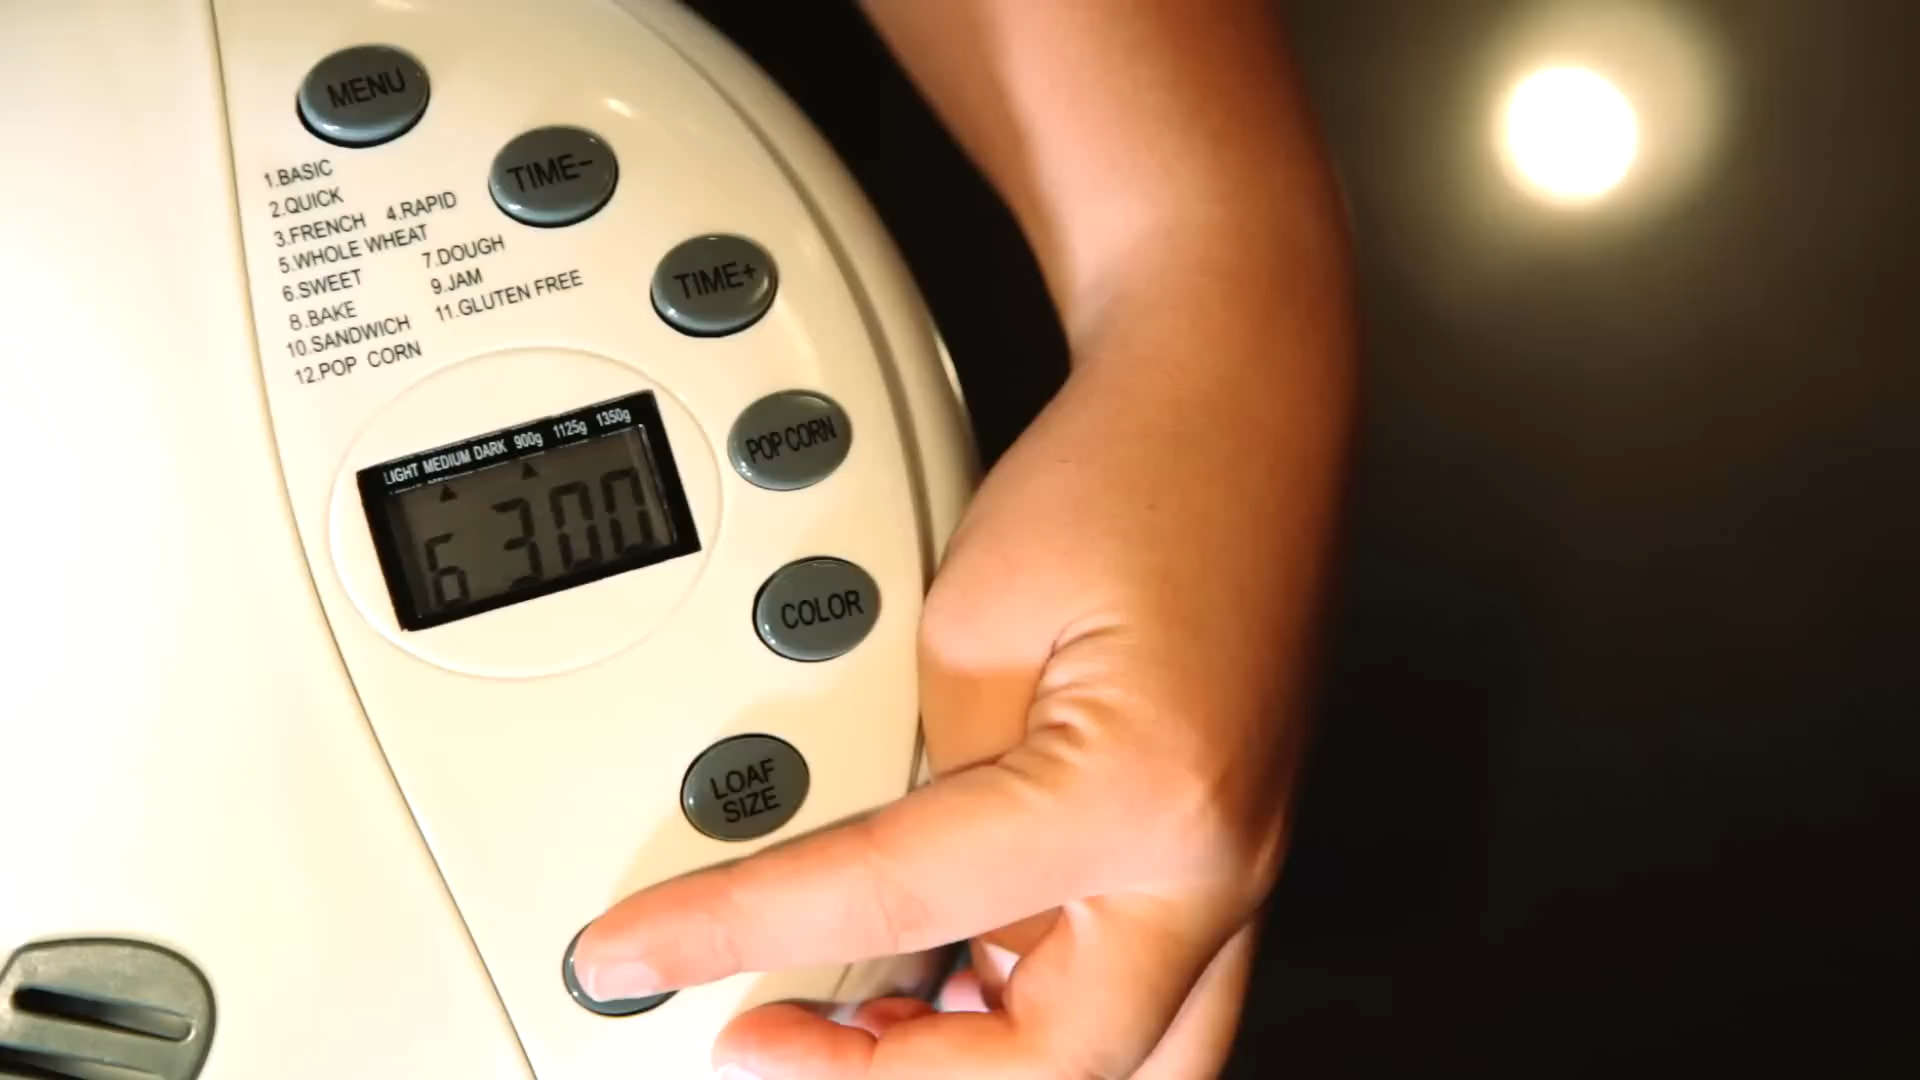 MENU
TIME-
TIME+
1.BASIC
2.QUICK
3.FRENCH 4.RAPID
5.WHOLE WHEAT
6.SWEET 7.DOUGH
8.BAKE 9.JAM
10.SANDWICH 11.GLUTEN FREE
12.POP CORN
LIGHT MEDIUM DARK 900g 1125g 1350g
6 300
POP CORN
COLOR
LOAF
SIZE